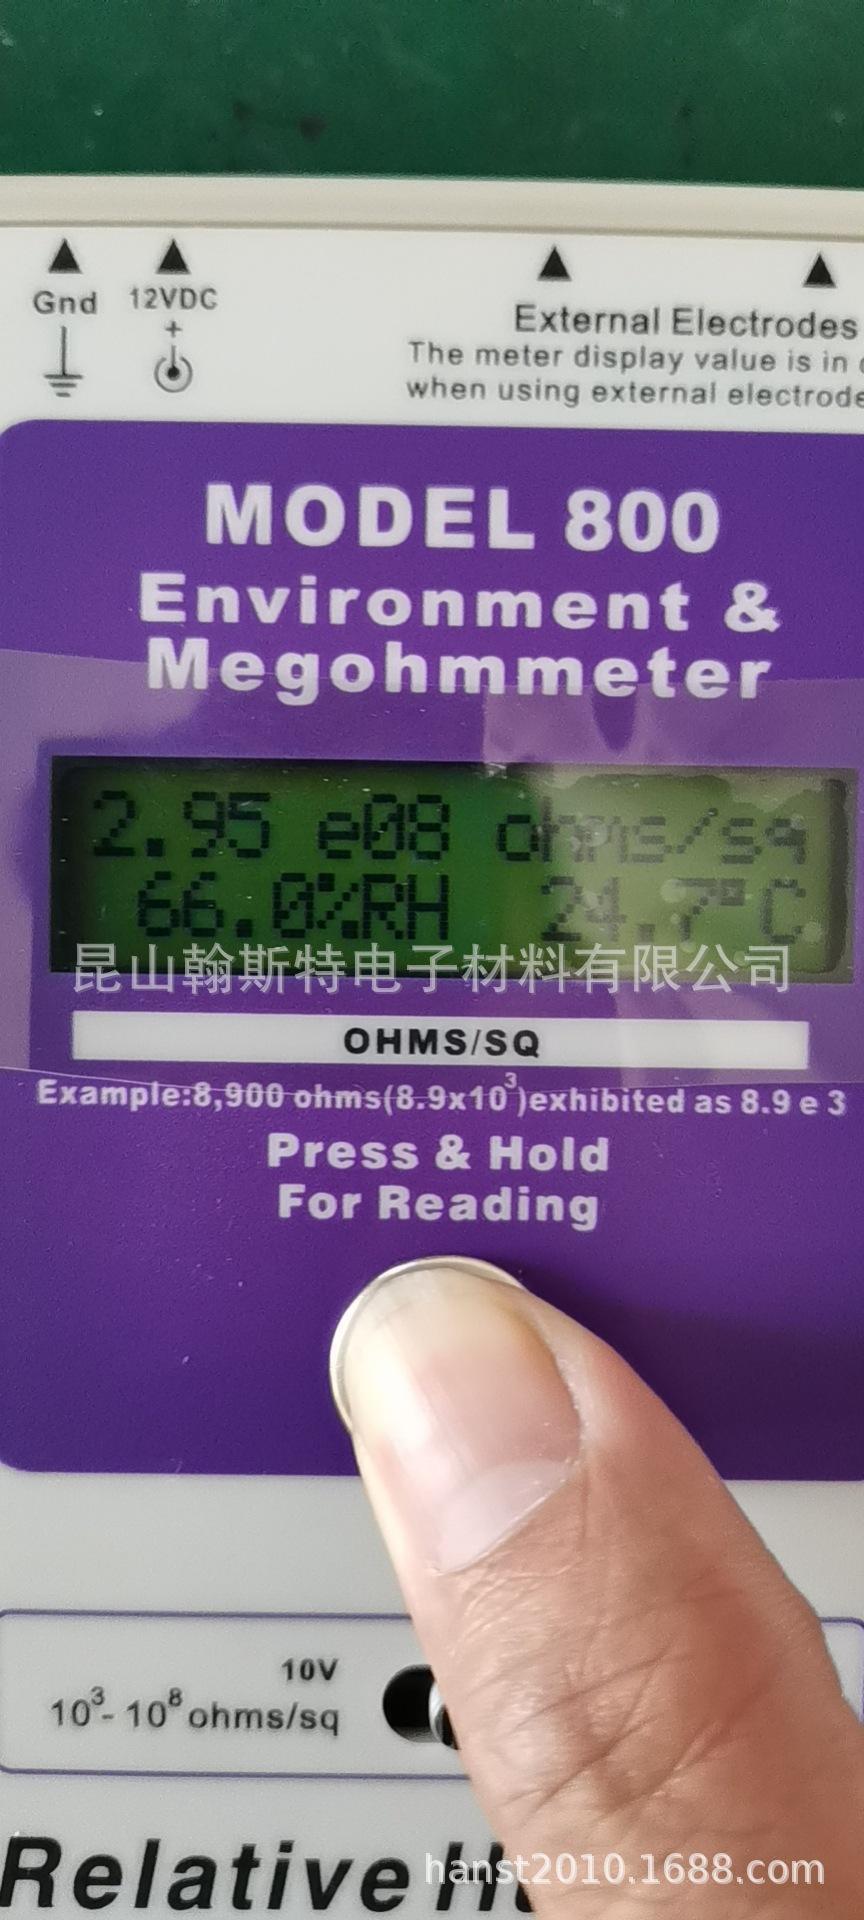 Gnd 12VDC
+
External Electrodes
The meter display value is in
when using external
MODEL 800
Environment &
Megohmmeter
2.95 e08 ohms/sq
66.0%RH 24.7°C
昆山翰斯特电子材料有限公司
OHMS/SQ
Example:8,900 ohms(8.9x10³)exhibited as 8.9 e 3
Press & Hold
For Reading
10V
10³- 10⁸ ohms/sq
Relative
hanst2010.1688.com